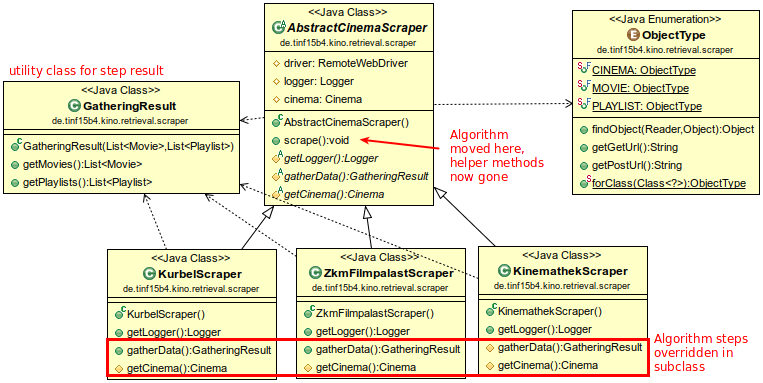 <<Java Class>>
AbstractCinemaScraper
de.tinf15b4.kino.retrieval.scraper
driver: RemoteWebDriver
logger: Logger
cinema: Cinema
AbstractCinemaScraper()
scrape():void
getLogger():Logger
gatherData():GatheringResult
getCinema():Cinema
<<Java Enumeration>>
ObjectType
de.tinf15b4.kino.retrieval.scraper
CINEMA: ObjectType
MOVIE: ObjectType
PLAYLIST: ObjectType
findObject(Reader,Object):Object
getGetUrl():String
getPostUrl():String
forClass(Class<?>):ObjectType
utility class for step result
<<Java Class>>
GatheringResult
de.tinf15b4.kino.retrieval.scraper
GatheringResult(List<Movie>,List<Playlist>)
getMovies():List<Movie>
getPlaylists():List<Playlist>
Algorithm
moved here,
helper methods
now gone
<<Java Class>>
KurbelScraper
de.tinf15b4.kino.retrieval.scraper
KurbelScraper()
getLogger():Logger
gatherData():GatheringResult
getCinema():Cinema
<<Java Class>>
ZkmFilmpalastScraper
de.tinf15b4.kino.retrieval.scraper
ZkmFilmpalastScraper()
getLogger():Logger
gatherData():GatheringResult
getCinema():Cinema
<<Java Class>>
KinemathekScraper
de.tinf15b4.kino.retrieval.scraper
KinemathekScraper()
getLogger():Logger
gatherData():GatheringResult
getCinema():Cinema
Algorithm steps
overridden in
subclass